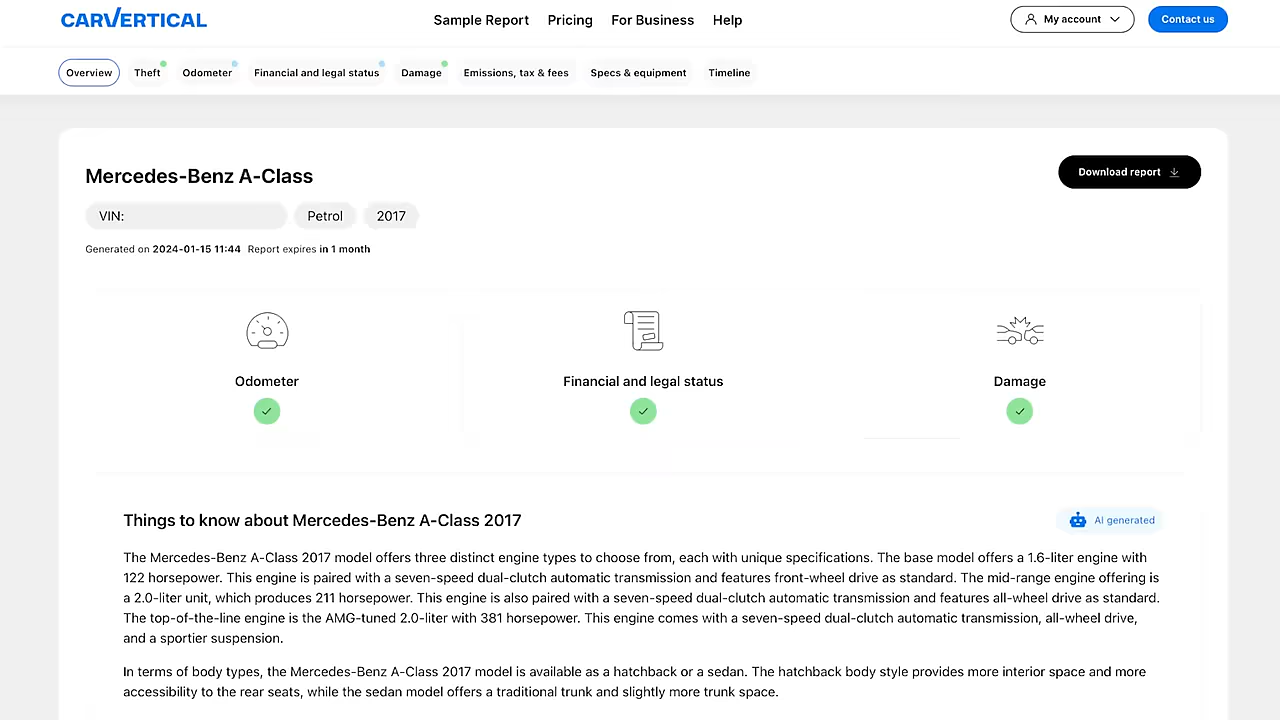 CARVERTICAL
Sample Report Pricing For Business Help
My account
Contact us
Overview Theft Odometer Financial and legal status Damage Emissions, tax & fees Specs & equipment Timeline
Mercedes-Benz A-Class
Download report
VIN: Petrol 2017
Generated on 2024-01-15 11:44 Report expires in 1 month
Odometer Financial and legal status Damage
Things to know about Mercedes-Benz A-Class 2017
AI generated
The Mercedes-Benz A-Class 2017 model offers three distinct engine types to choose from, each with unique specifications. The base model offers a 1.6-liter engine with
122 horsepower. This engine is paired with a seven-speed dual-clutch automatic transmission and features front-wheel drive as standard. The mid-range engine offering is
a 2.0-liter unit, which produces 211 horsepower. This engine is also paired with a seven-speed dual-clutch automatic transmission and features all-wheel drive as standard.
The top-of-the-line engine is the AMG-tuned 2.0-liter with 381 horsepower. This engine comes with a seven-speed dual-clutch automatic transmission, all-wheel drive,
and a sportier suspension.
In terms of body types, the Mercedes-Benz A-Class 2017 model is available as a hatchback or a sedan. The hatchback body style provides more interior space and more
accessibility to the rear seats, while the sedan model offers a traditional trunk and slightly more trunk space.